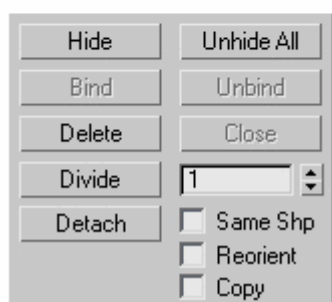 Hide Unhide All
Bind Unbind
Delete Close
Divide 1
Detach Same Shp
Reorient
Copy